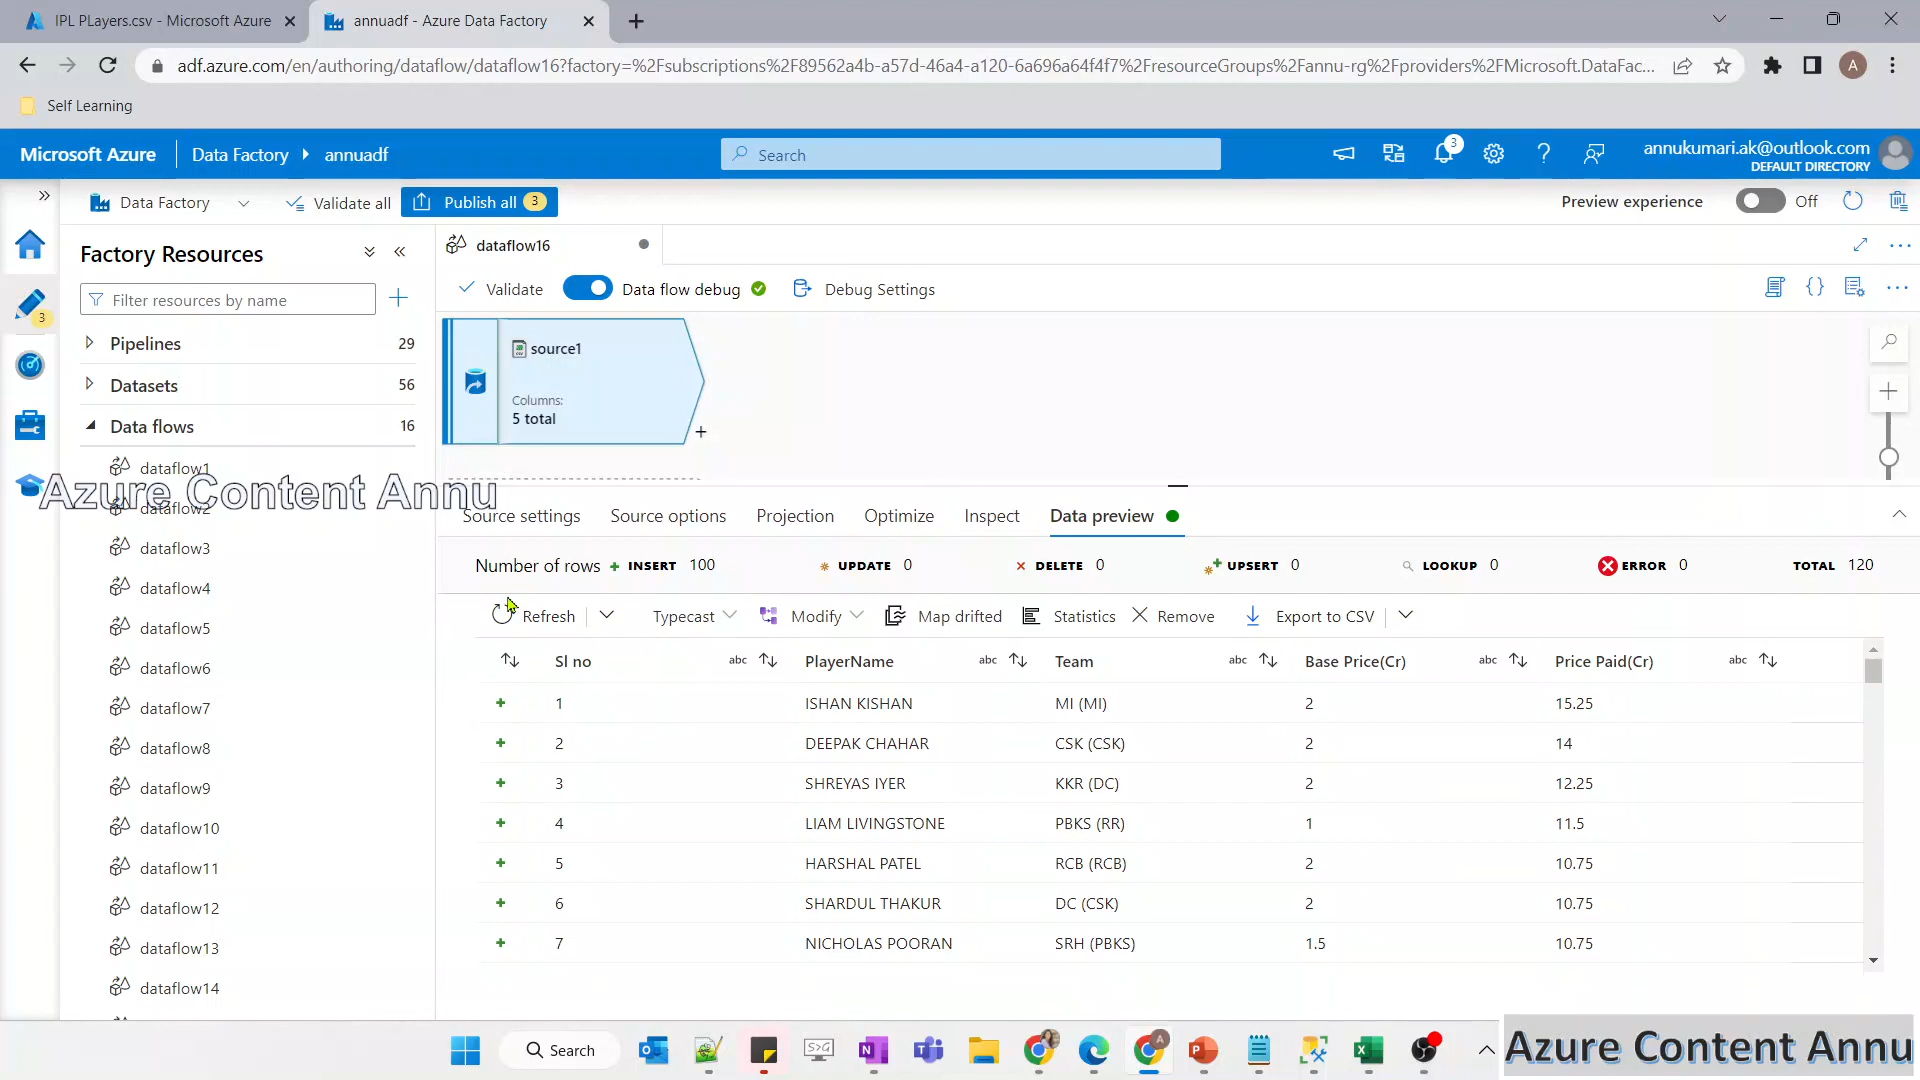 IPL PLayers.csv - Microsoft Azure
annuadf - Azure Data Factory
adf.azure.com/en/authoring/dataflow/dataflow16?factory=%2Fsubscriptions%2F89562a4b-a57d-46a4-a120-6a696a64f4f7%2FresourceGroups%2Fannu-rg%2Fproviders%2FMicrosoft.DataFac...
A
Self Learning
Microsoft Azure
Data Factory
annuadf
Search
3
annukumari.ak@outlook.com
DEFAULT DIRECTORY
Data Factory
Validate all
Publish all 3
Preview experience
Off
Factory Resources
Filter resources by name
3
Pipelines 29
Datasets 56
Data flows 16
dataflow1
dataflow2
dataflow3
dataflow4
dataflow5
dataflow6
dataflow7
dataflow8
dataflow9
dataflow10
dataflow11
dataflow12
dataflow13
dataflow14
Azure Content Annu
dataflow16
Validate
Data flow debug
Debug Settings
source1
Columns:
5 total
Source settings Source options Projection Optimize Inspect Data preview
Number of rows INSERT 100 UPDATE 0 DELETE 0 UPSERT 0 LOOKUP 0 ERROR 0 TOTAL 120
Refresh Typecast Modify Map drifted Statistics Remove Export to CSV
Sl no abc PlayerName abc Team abc Base Price(Cr) abc Price Paid(Cr) abc
1 ISHAN KISHAN MI (MI) 2 15.25
2 DEEPAK CHAHAR CSK (CSK) 2 14
3 SHREYAS IYER KKR (DC) 2 12.25
4 LIAM LIVINGSTONE PBKS (RR) 1 11.5
5 HARSHAL PATEL RCB (RCB) 2 10.75
6 SHARDUL THAKUR DC (CSK) 2 10.75
7 NICHOLAS POORAN SRH (PBKS) 1.5 10.75
Search
Azure Content Annu